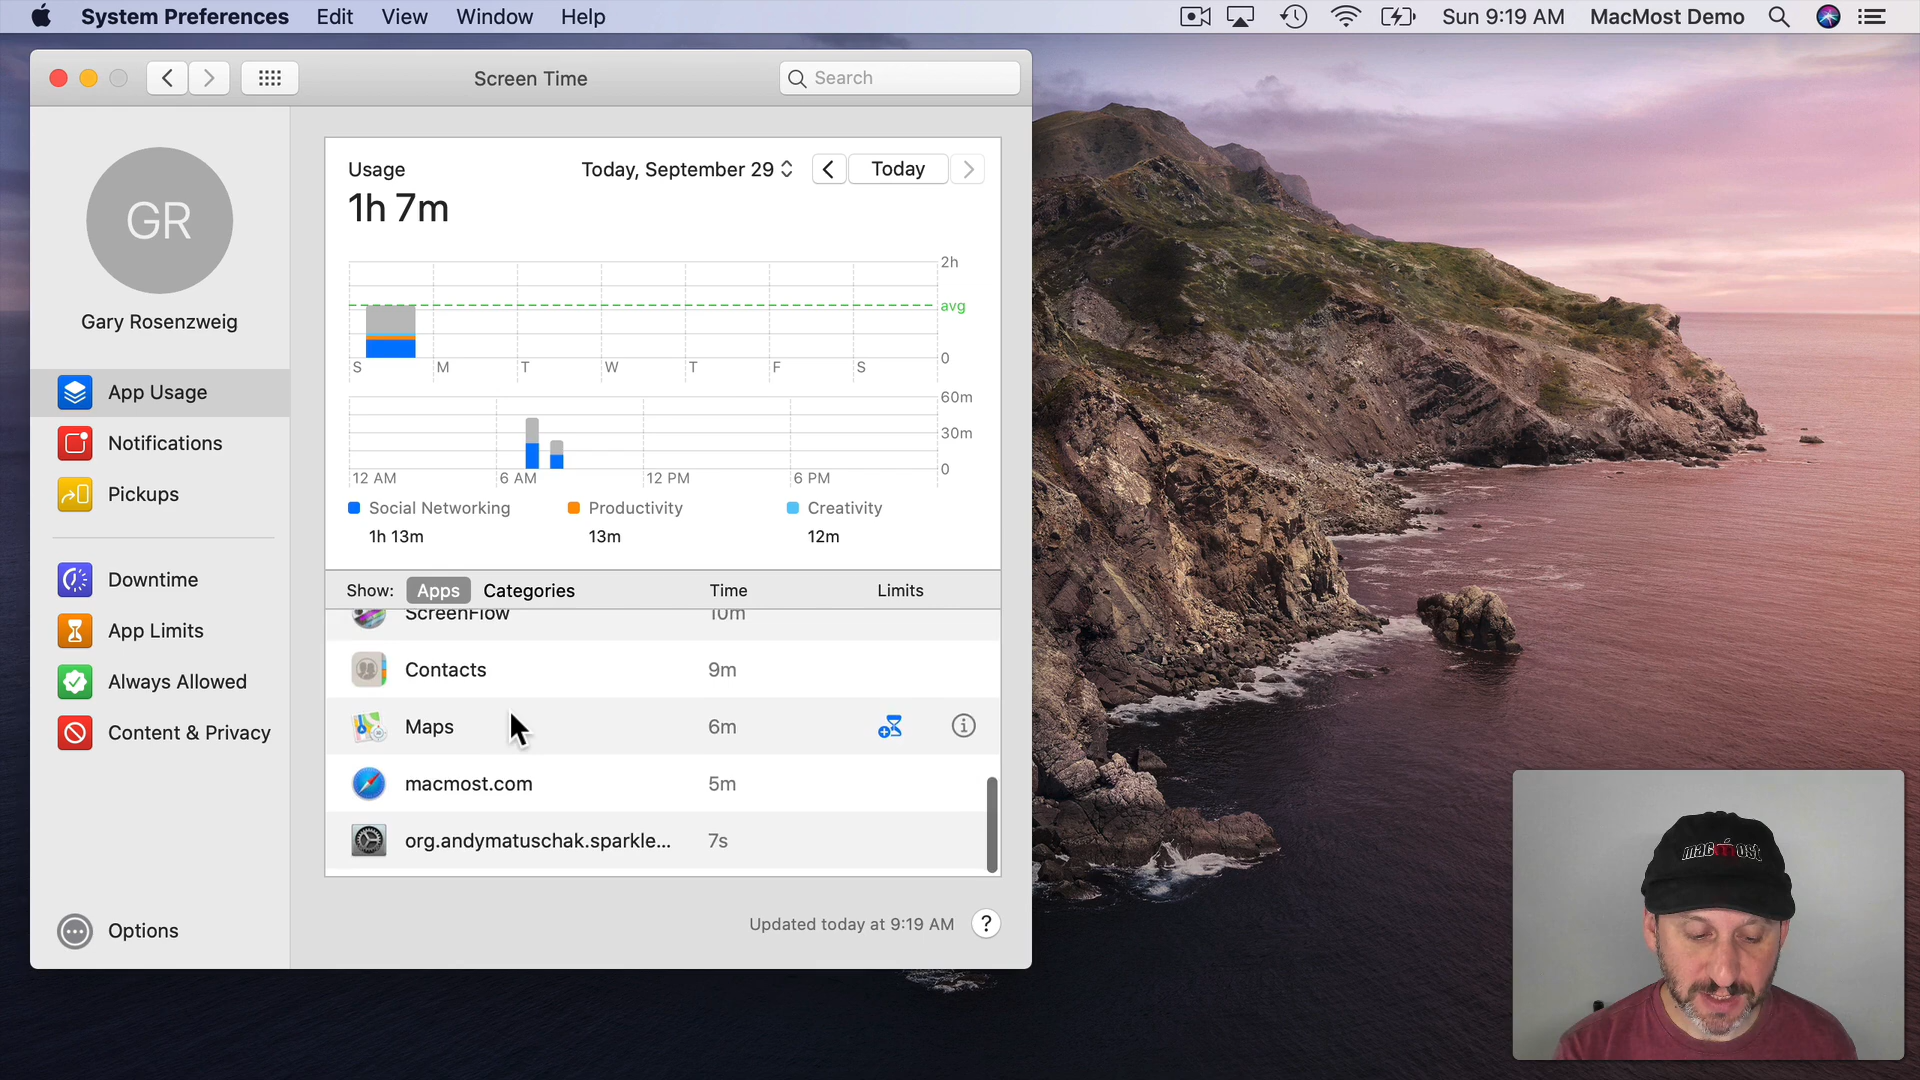 System Preferences Edit View Window Help Sun 9:19 AM MacMost Demo
Screen Time Search
GR
Gary Rosenzweig
App Usage
Notifications
Pickups
Downtime
App Limits
Always Allowed
Content & Privacy
Options
Usage Today, September 29 Today
1h 7m
2h
avg
0
S M T W T F S
60m
30m
0
12 AM 6 AM 12 PM 6 PM
Social Networking Productivity Creativity
1h 13m 13m 12m
Show: Apps Categories Time Limits
ScreenFlow 10m
Contacts 9m
Maps 6m
macmost.com 5m
org.andymatuschak.sparkle... 7s
Updated today at 9:19 AM ?
macmost